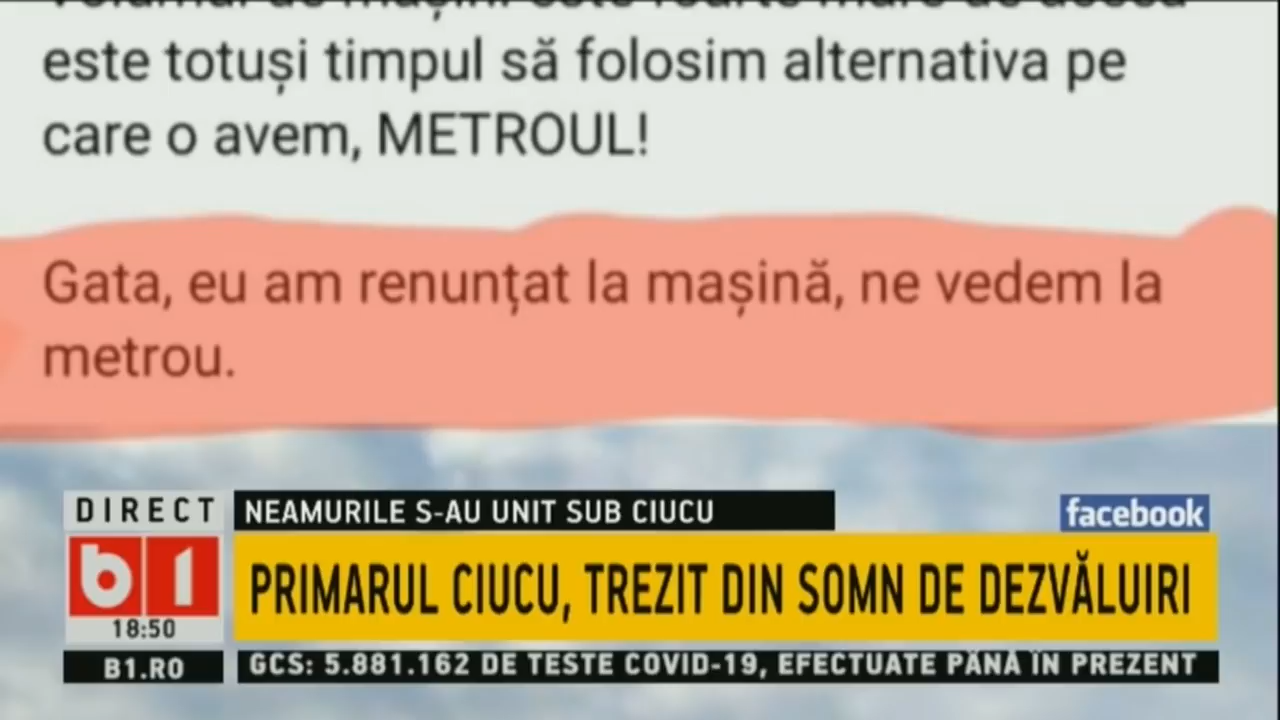 este totuși timpul să folosim alternativa pe
care o avem, METROUL!
Gata, eu am renunțat la mașină, ne vedem la
metrou.
DIRECT
NEAMURILE S-AU UNIT SUB CIUCU
facebook
b1
PRIMARUL CIUCU, TREZIT DIN SOMN DE DEZVĂLUIRI
18:50
B1.RO
GCS: 5.881.162 DE TESTE COVID-19, EFECTUATE PÂNĂ ÎN PREZENT